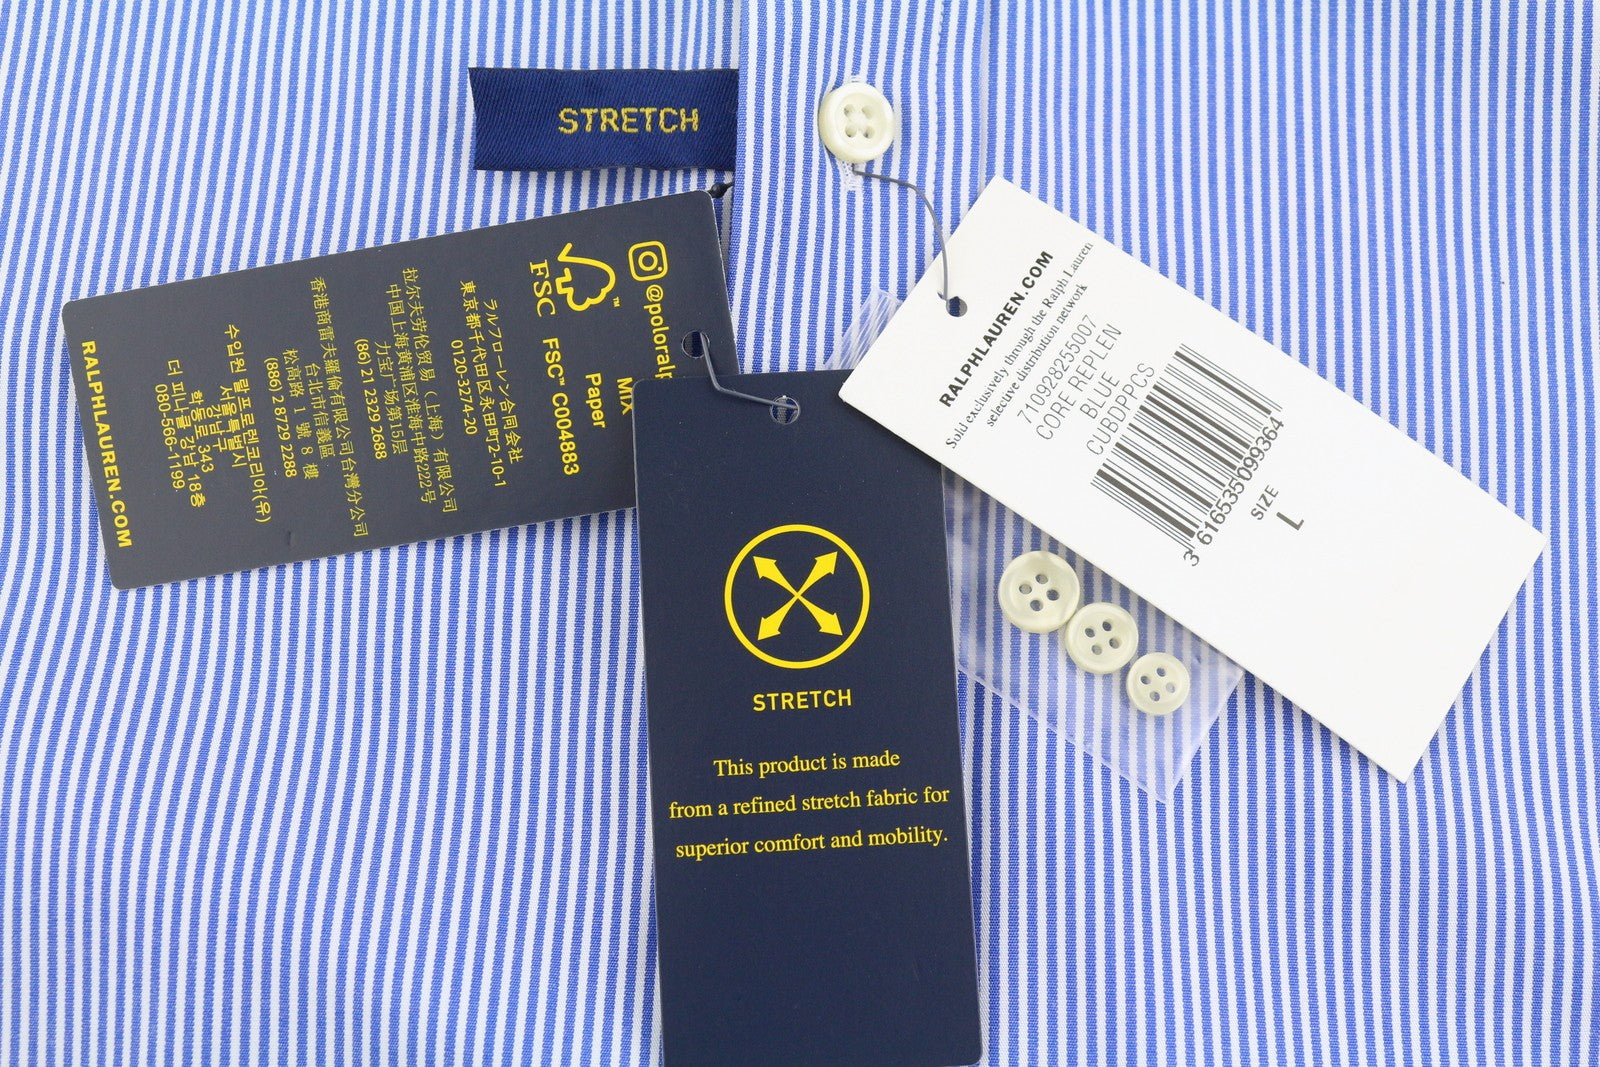 STRETCH
@poloralp
MIX
Paper
FSC
FSC™ C004883
ラルフローレン合同会社
東京都千代田区永田町2-10-1
0120-3274-20
拉尔夫劳伦贸易（上海）有限公司
中国上海黄浦区淮海中路222号
力宝广场第15层
(86) 21 2320 2688
香港商雷夫羅倫有限公司台灣分公司
台北市信義區
松高路 1 號 8 樓
(886) 2 8729 2288
수입원 랄프로렌코리아(유)
서울특별시
강남구
학동로 343
더 피나클 강남 18층
080-566-1199
RALPHLAUREN.COM
STRETCH
This product is made
from a refined stretch fabric for
superior comfort and mobility.
RALPHLAUREN.COM
Sold exclusively through the Ralph Lauren
selective distribution network
710928255007
CORE REPLEN
BLUE
CUBDPPCS
3 616535099364
SIZE
L